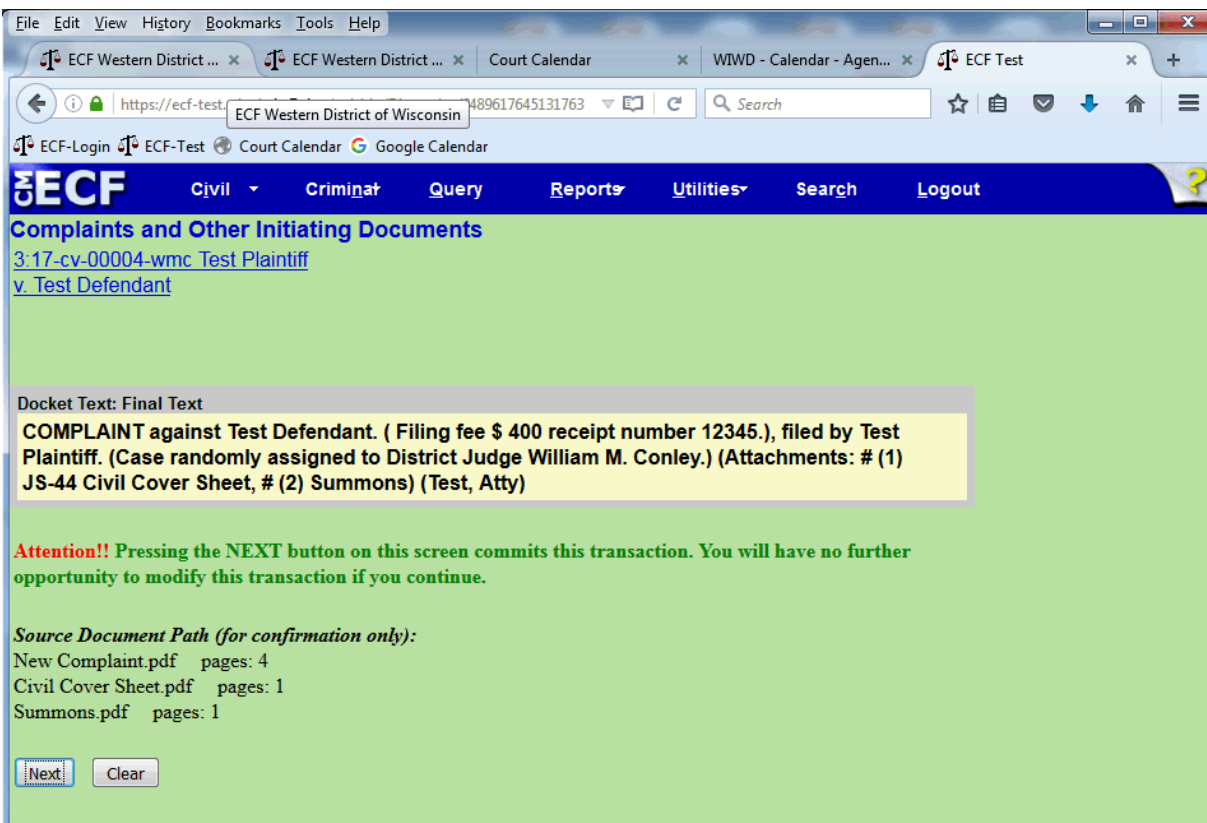 File Edit View History Bookmarks Tools Help
ECF Western District ... × ECF Western District ... × Court Calendar × WIWD - Calendar - Agen... × ECF Test × +
https://ecf-test. 489617645131763 Search
ECF Western District of Wisconsin
ECF-Login ECF-Test Court Calendar G Google Calendar
CM ECF Civil Criminal Query Reports Utilities Search Logout ?
Complaints and Other Initiating Documents
3:17-cv-00004-wmc Test Plaintiff
v. Test Defendant
Docket Text: Final Text
COMPLAINT against Test Defendant. ( Filing fee $ 400 receipt number 12345.), filed by Test
Plaintiff. (Case randomly assigned to District Judge William M. Conley.) (Attachments: # (1)
JS-44 Civil Cover Sheet, # (2) Summons) (Test, Atty)
Attention!! Pressing the NEXT button on this screen commits this transaction. You will have no further
opportunity to modify this transaction if you continue.
Source Document Path (for confirmation only):
New Complaint.pdf pages: 4
Civil Cover Sheet.pdf pages: 1
Summons.pdf pages: 1
Next Clear